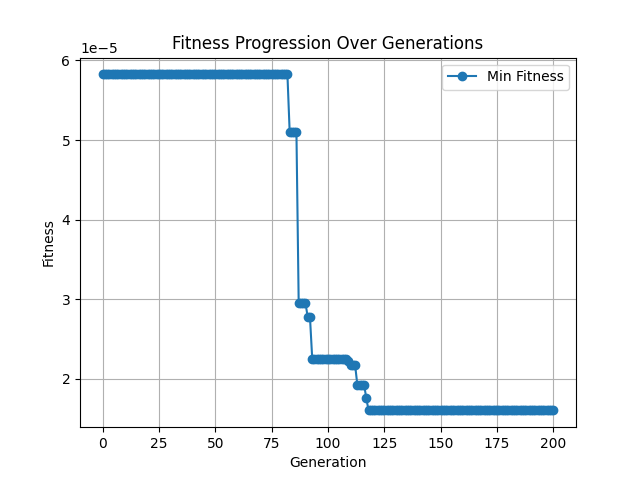 Fitness Progression Over Generations
1e−5
Min Fitness
6
5
4
3
2
Fitness
0 25 50 75 100 125 150 175 200
Generation